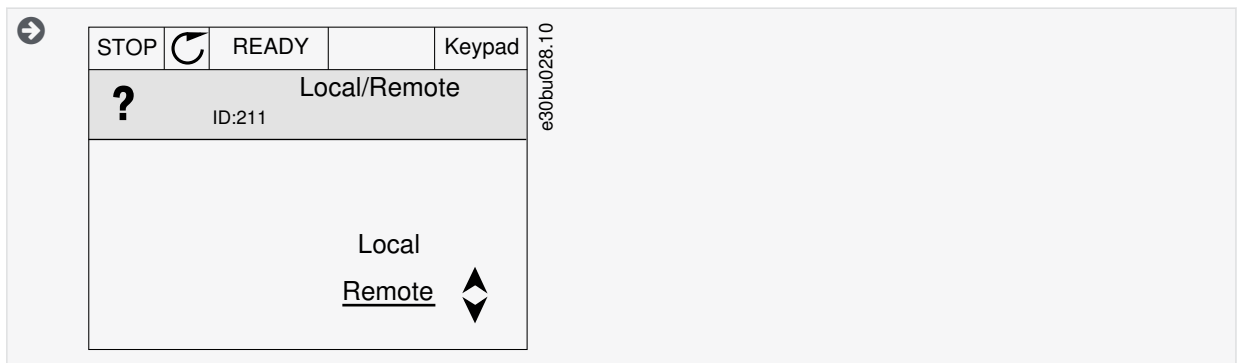 STOP READY Keypad
Local/Remote
?
ID:211
Local
Remote
e30bu028.10